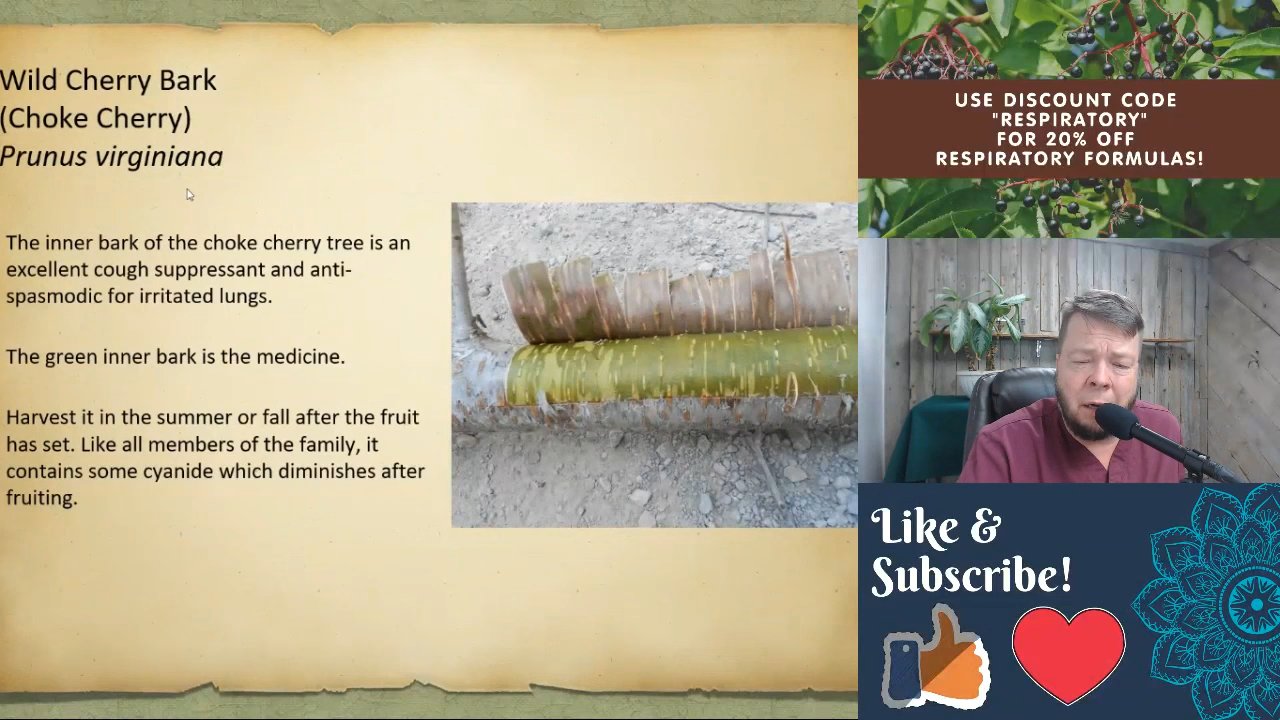 Wild Cherry Bark
(Choke Cherry)
Prunus virginiana
The inner bark of the choke cherry tree is an
excellent cough suppressant and anti-
spasmodic for irritated lungs.
The green inner bark is the medicine.
Harvest it in the summer or fall after the fruit
has set. Like all members of the family, it
contains some cyanide which diminishes after
fruiting.
USE DISCOUNT CODE
"RESPIRATORY"
FOR 20% OFF
RESPIRATORY FORMULAS!
Like &
Subscribe!